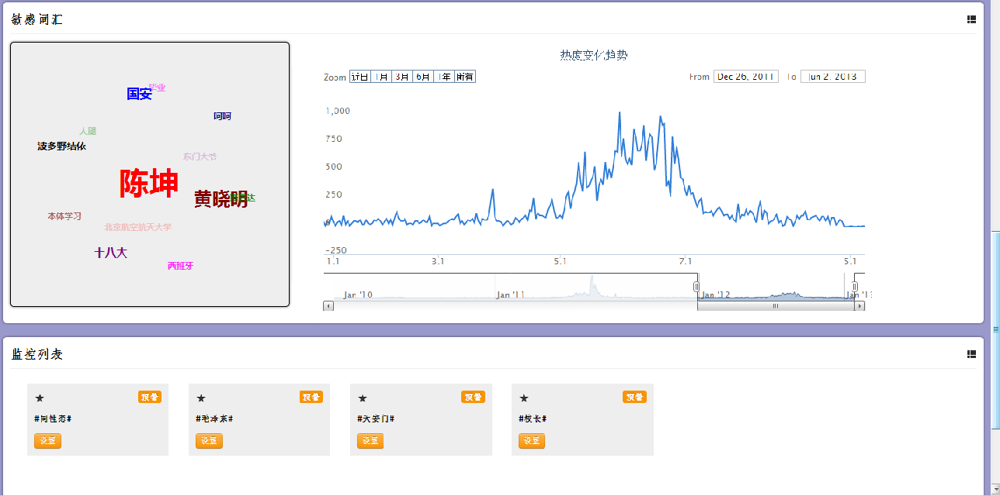 敏感词汇
热度变化趋势
Zoom 近日 1月 3月 6月 1年 所有 From Dec 26, 2011 To Jun 2, 2013
1,000
750
500
250
0
-250
1.1 3.1 5.1 7.1 5.1
Jan '10 Jan '11 Jan '12 Jan '13
毕业
国安
呵呵
人腿
波多野结依
东门大爷
陈坤
黄晓明
本体学习
北京航空航天大学
十八大
西班牙
监控列表
★ 预警 ★ 预警 ★ 预警 ★ 预警
#同性恋# #毛泽东# #天安门# #校长#
设置 设置 设置 设置